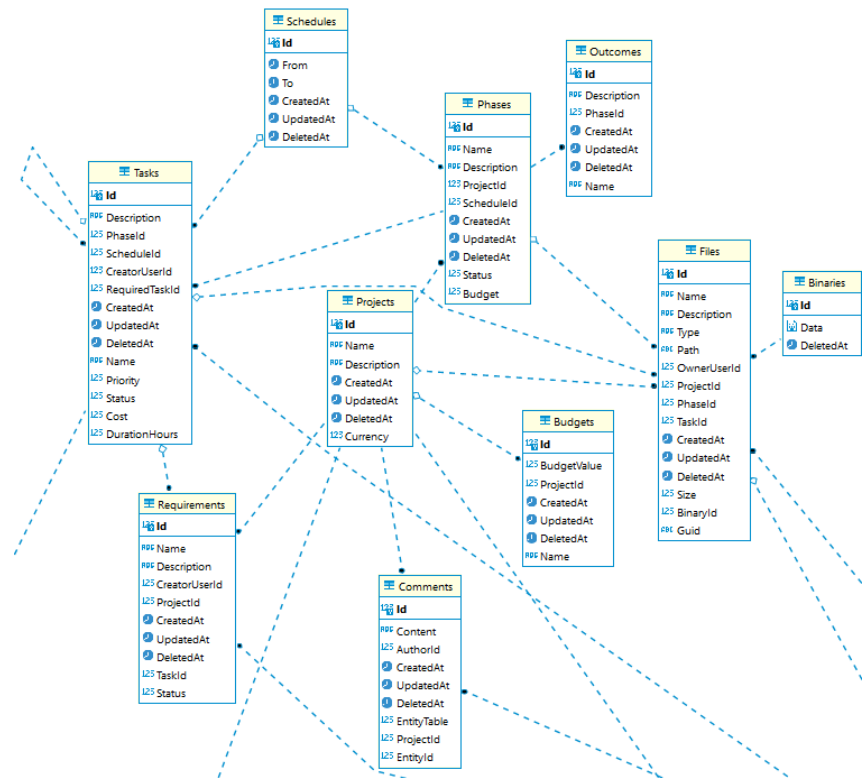 Schedules
Id
From
To
CreatedAt
UpdatedAt
DeletedAt
Outcomes
Id
Description
PhaseId
CreatedAt
UpdatedAt
DeletedAt
Name
Phases
Id
Name
Description
ProjectId
ScheduleId
CreatedAt
UpdatedAt
DeletedAt
Status
Budget
Tasks
Id
Description
PhaseId
ScheduleId
CreatorUserId
RequiredTaskId
CreatedAt
UpdatedAt
DeletedAt
Name
Priority
Status
Cost
DurationHours
Files
Id
Name
Description
Type
Path
OwnerUserId
ProjectId
PhaseId
TaskId
CreatedAt
UpdatedAt
DeletedAt
Size
BinaryId
Guid
Binaries
Id
Data
DeletedAt
Projects
Id
Name
Description
CreatedAt
UpdatedAt
DeletedAt
Currency
Budgets
Id
BudgetValue
ProjectId
CreatedAt
UpdatedAt
DeletedAt
Name
Requirements
Id
Name
Description
CreatorUserId
ProjectId
CreatedAt
UpdatedAt
DeletedAt
TaskId
Status
Comments
Id
Content
AuthorId
CreatedAt
UpdatedAt
DeletedAt
EntityTable
ProjectId
EntityId